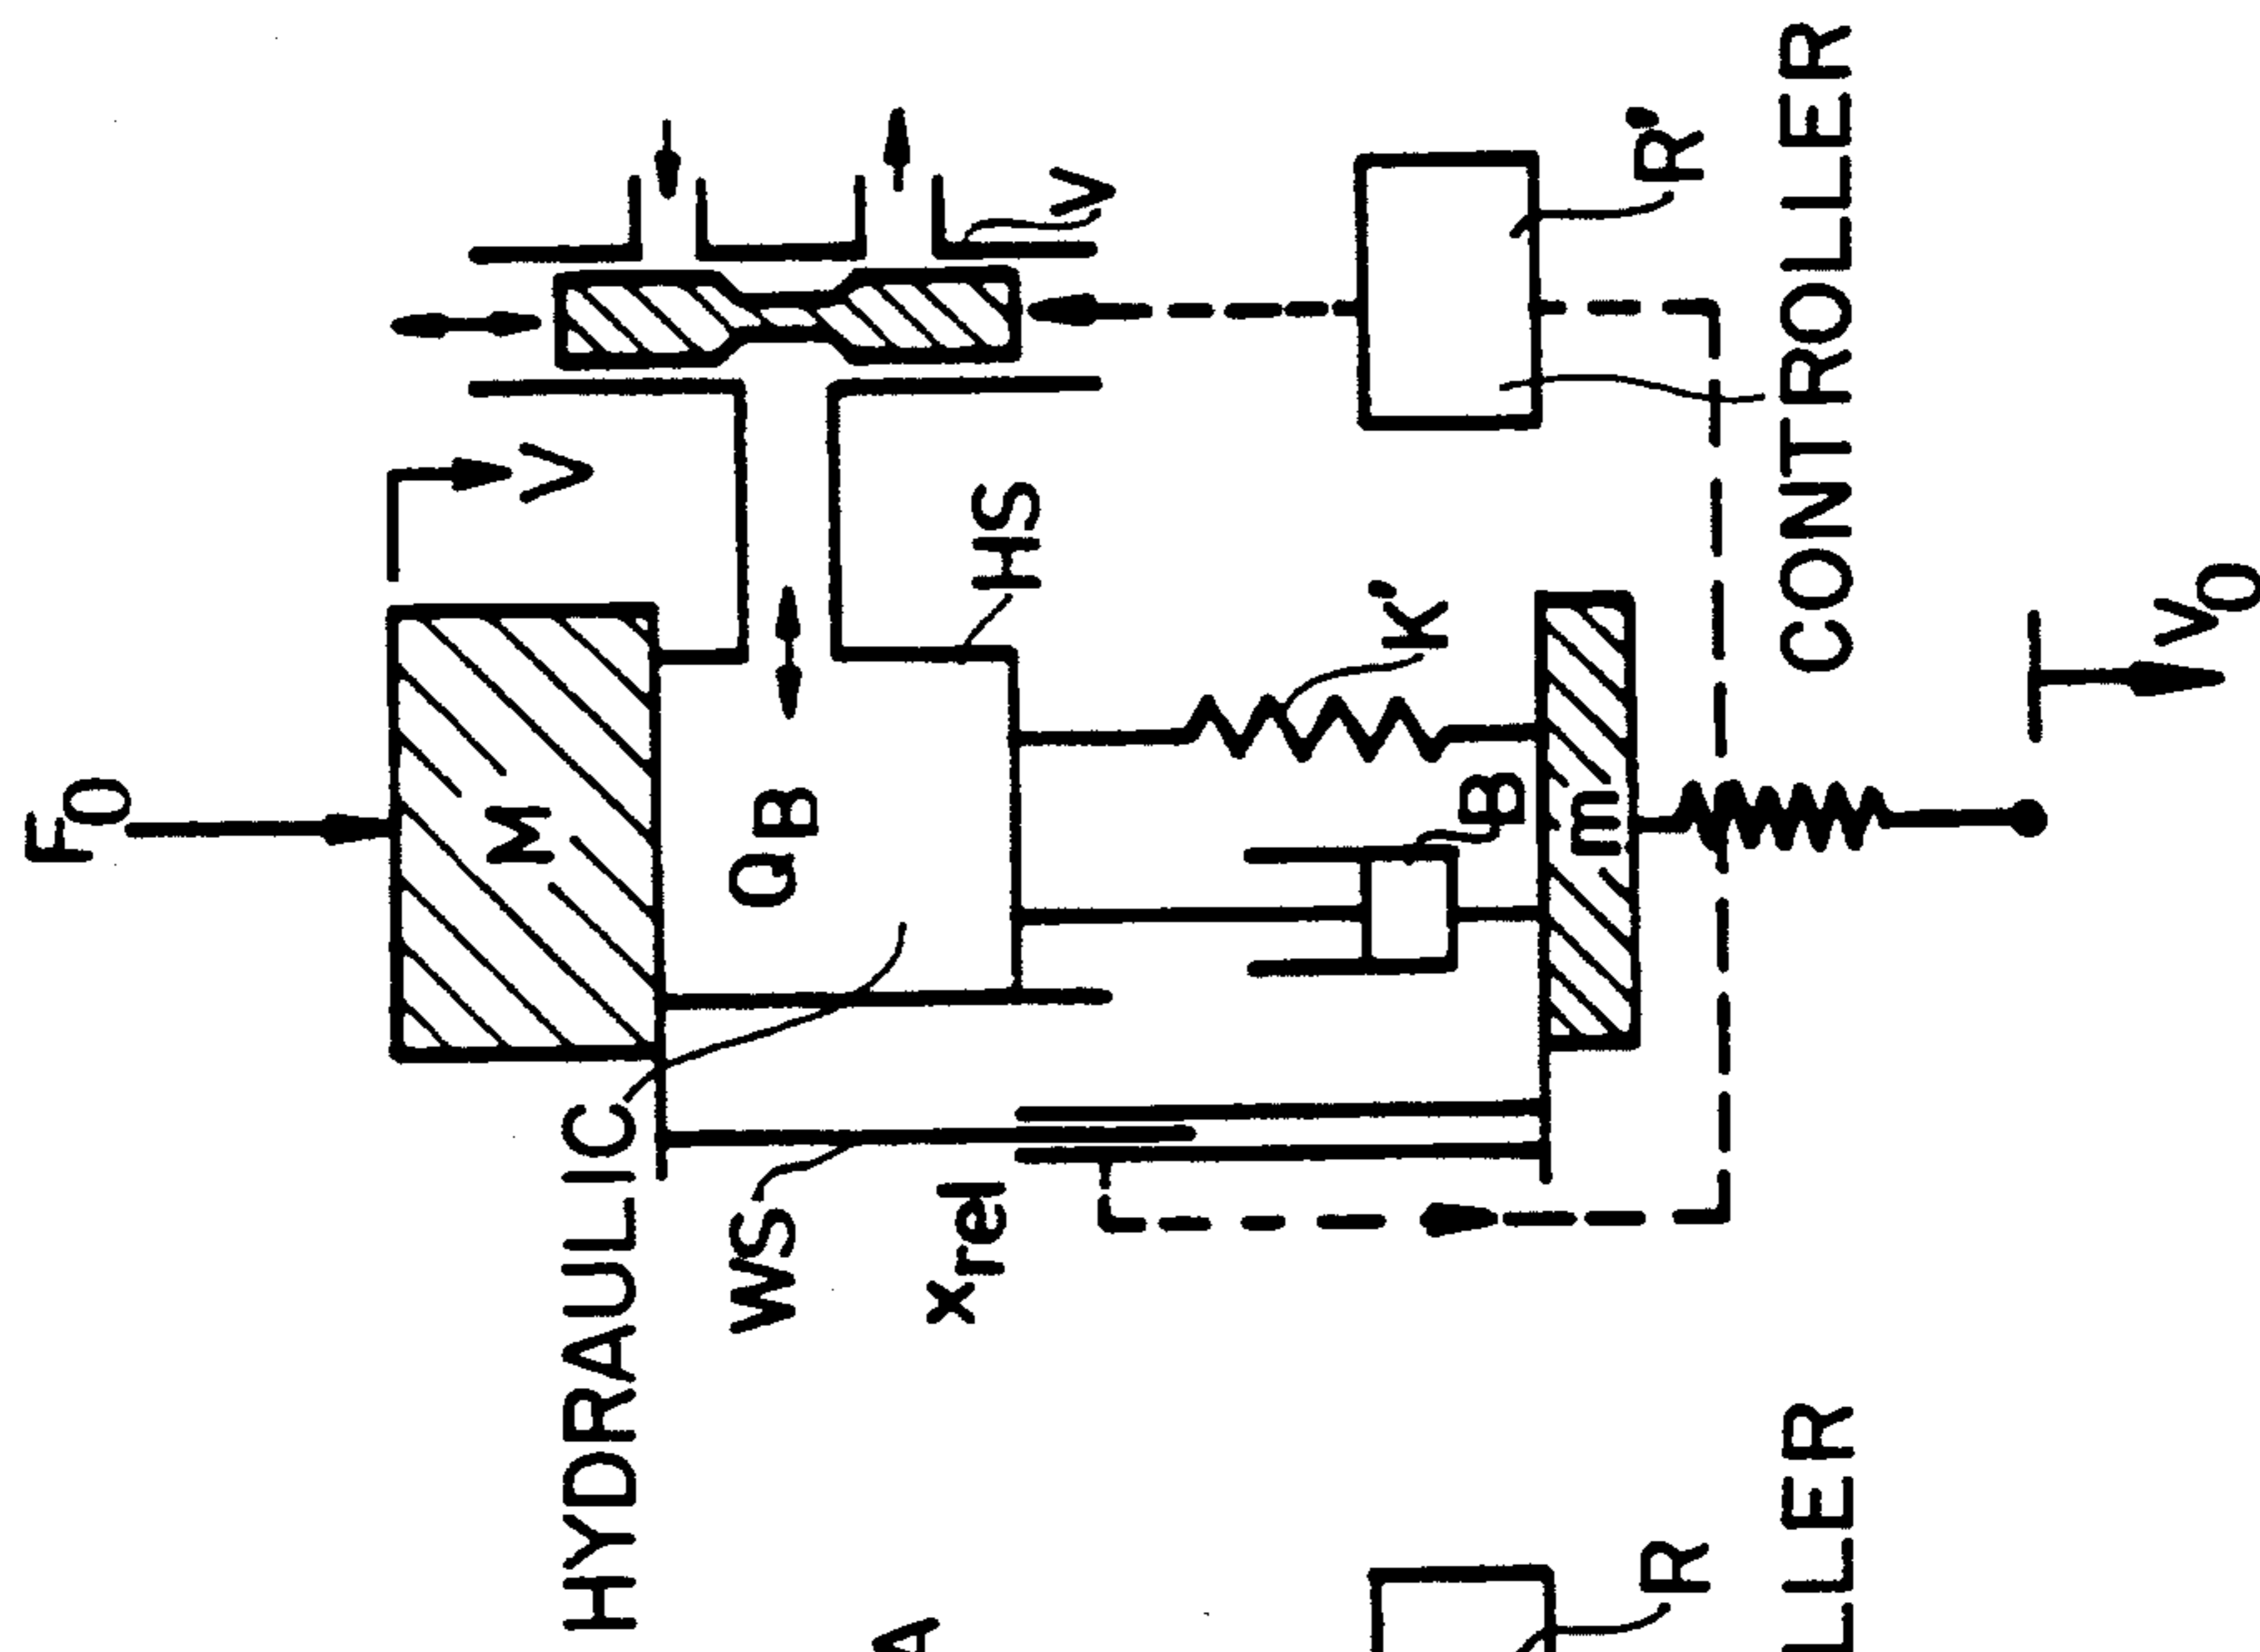 F0
M
V
HYDRAULIC
QB
WS
HS
Xrel
V
K'
B
m
R'
CONTROLLER
V0
A
R
LLER